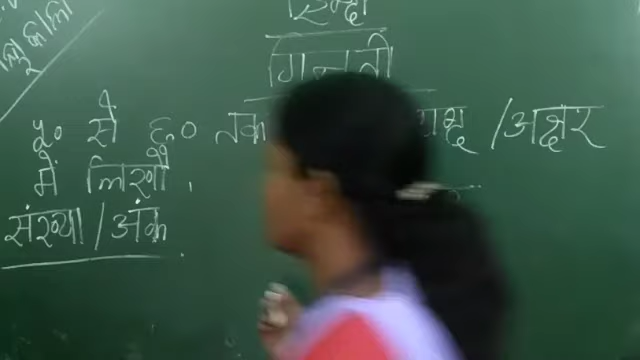 हिन्दी
गिनती
५० से ६० तक शब्द /अक्षर
में लिखो ।
संख्या/अंक